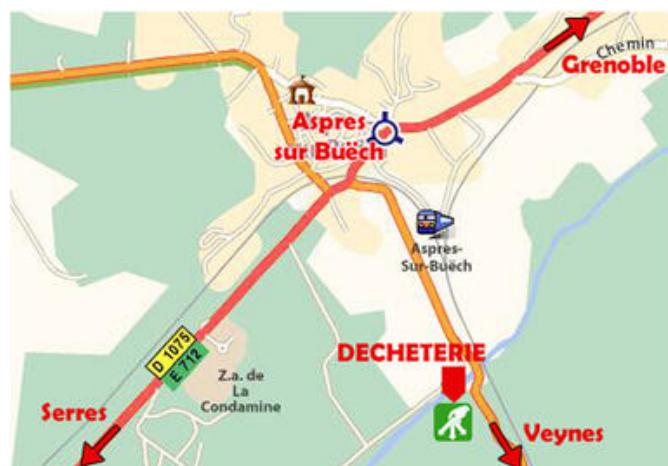 Chemin
Grenoble
Aspres
sur Buëch
Aspres-
Sur-Buëch
D 1075
E 712
DECHETERIE
Z.a. de
La
Condamine
Serres
Veynes